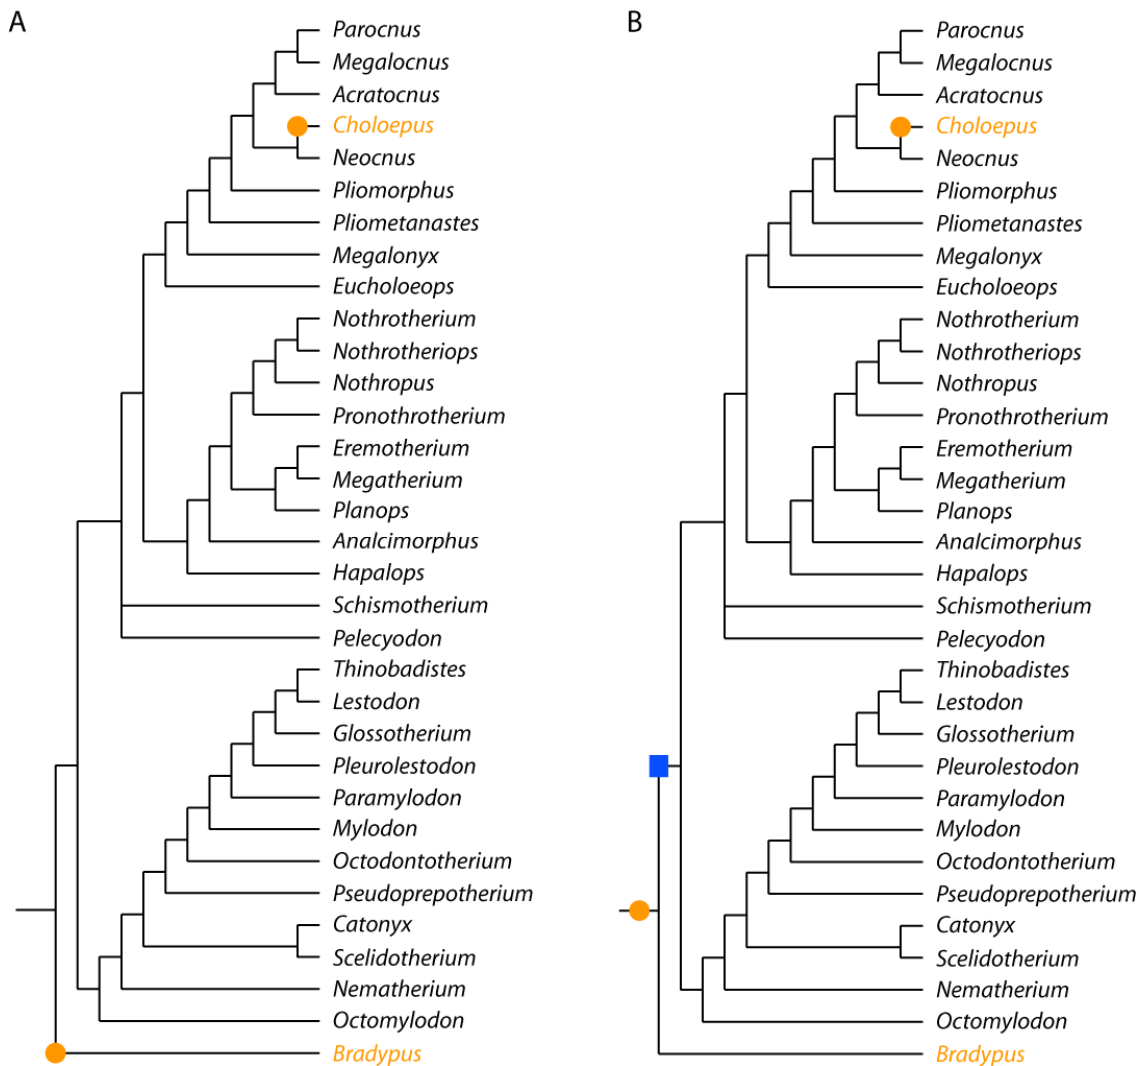 A
Parocnus
Megalocnus
Acratocnus
Choloepus
Neocnus
Pliomorphus
Pliometanastes
Megalonyx
Eucholoeops
Nothrotherium
Nothrotheriops
Nothropus
Pronothrotherium
Eremotherium
Megatherium
Planops
Analcimorphus
Hapalops
Schismotherium
Pelecyodon
Thinobadistes
Lestodon
Glossotherium
Pleurolestodon
Paramylodon
Mylodon
Octodontotherium
Pseudoprepotherium
Catonyx
Scelidotherium
Nematherium
Octomylodon
Bradypus
B
Parocnus
Megalocnus
Acratocnus
Choloepus
Neocnus
Pliomorphus
Pliometanastes
Megalonyx
Eucholoeops
Nothrotherium
Nothrotheriops
Nothropus
Pronothrotherium
Eremotherium
Megatherium
Planops
Analcimorphus
Hapalops
Schismotherium
Pelecyodon
Thinobadistes
Lestodon
Glossotherium
Pleurolestodon
Paramylodon
Mylodon
Octodontotherium
Pseudoprepotherium
Catonyx
Scelidotherium
Nematherium
Octomylodon
Bradypus